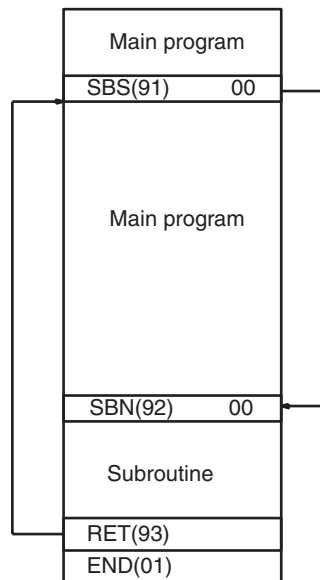 Main program
SBS(91) 00
Main program
SBN(92) 00
Subroutine
RET(93)
END(01)